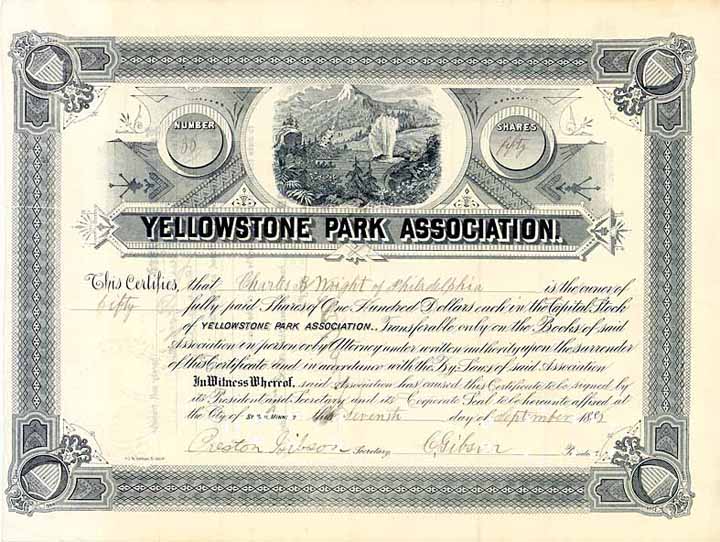 NUMBER
SHARES
fifty
YELLOWSTONE PARK ASSOCIATION.
This Certifies, that Charles B Wright of Philadelphia is the owner of
fifty fully paid Shares of One Hundred Dollars each in the Capital Stock
of YELLOWSTONE PARK ASSOCIATION., Transferable only on the Books of said
Association in person or by Attorney under written authority upon the surrender
of this Certificate and in accordance with the By-Laws of said Association
In Witness Whereof, said Association has caused this Certificate to be signed by
its President and Secretary and its Corporate Seal to be hereunto affixed at
the City of this seventh day of September
Preston Gibson Secretary. C Gibson